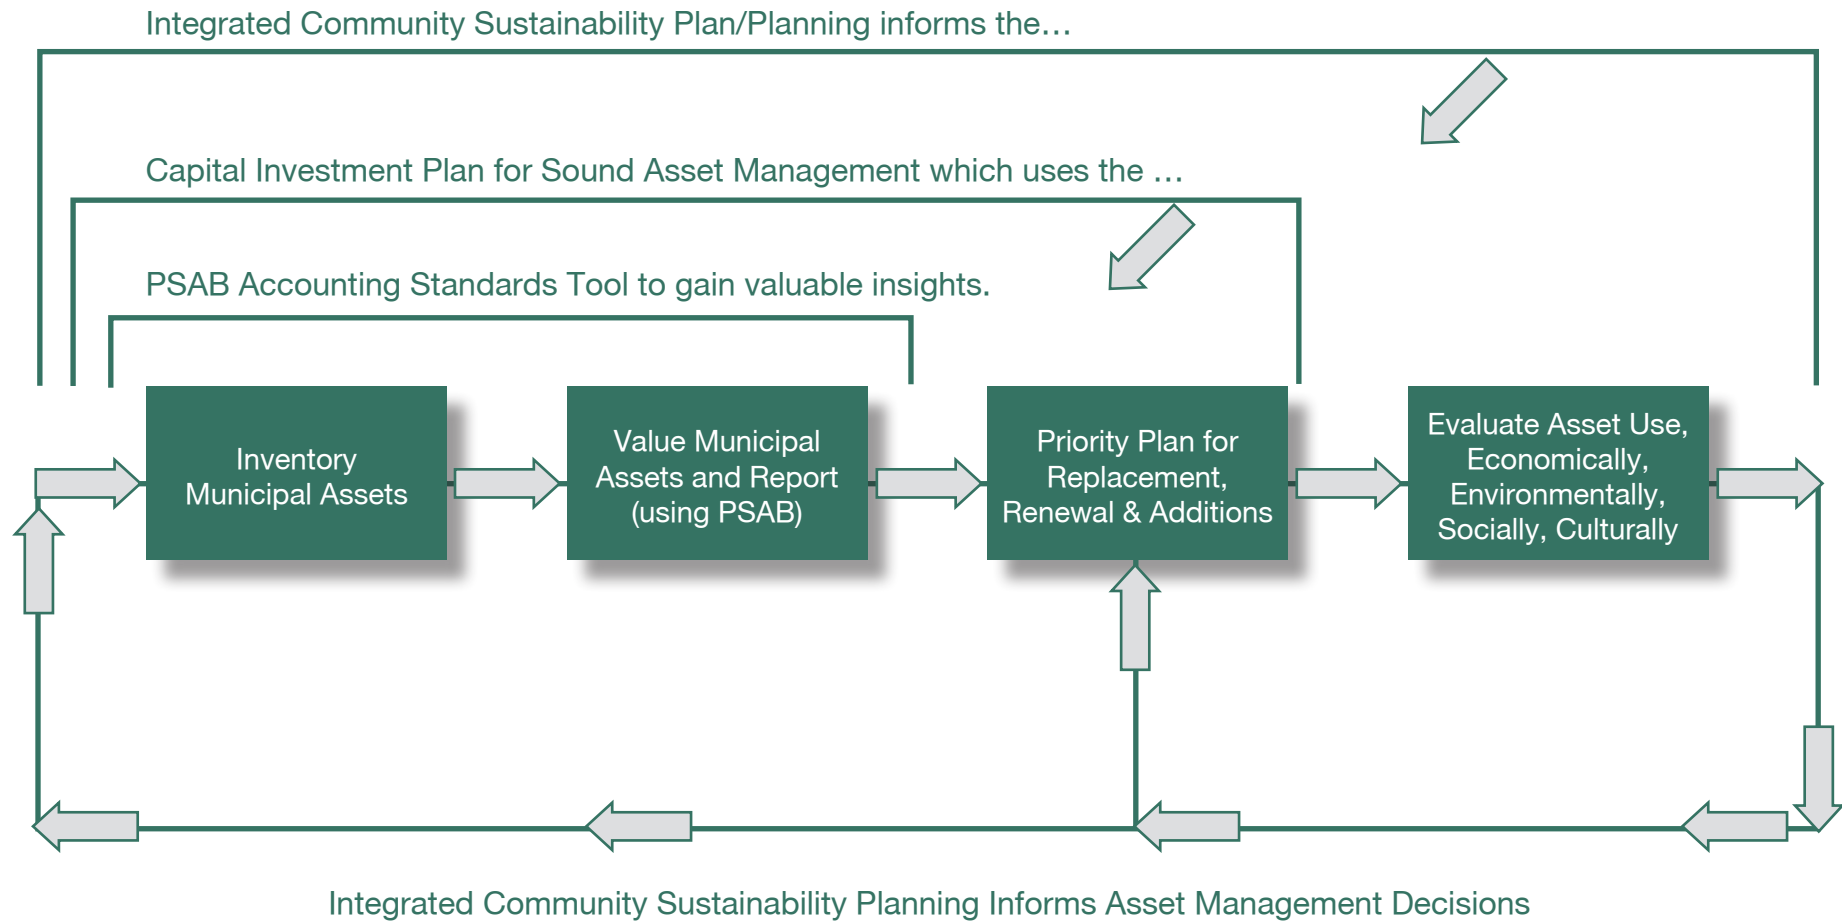 Integrated Community Sustainability Plan/Planning informs the…
Capital Investment Plan for Sound Asset Management which uses the …
PSAB Accounting Standards Tool to gain valuable insights.
Inventory
Municipal Assets
Value Municipal
Assets and Report
(using PSAB)
Priority Plan for
Replacement,
Renewal & Additions
Evaluate Asset Use,
Economically,
Environmentally,
Socially, Culturally
Integrated Community Sustainability Planning Informs Asset Management Decisions